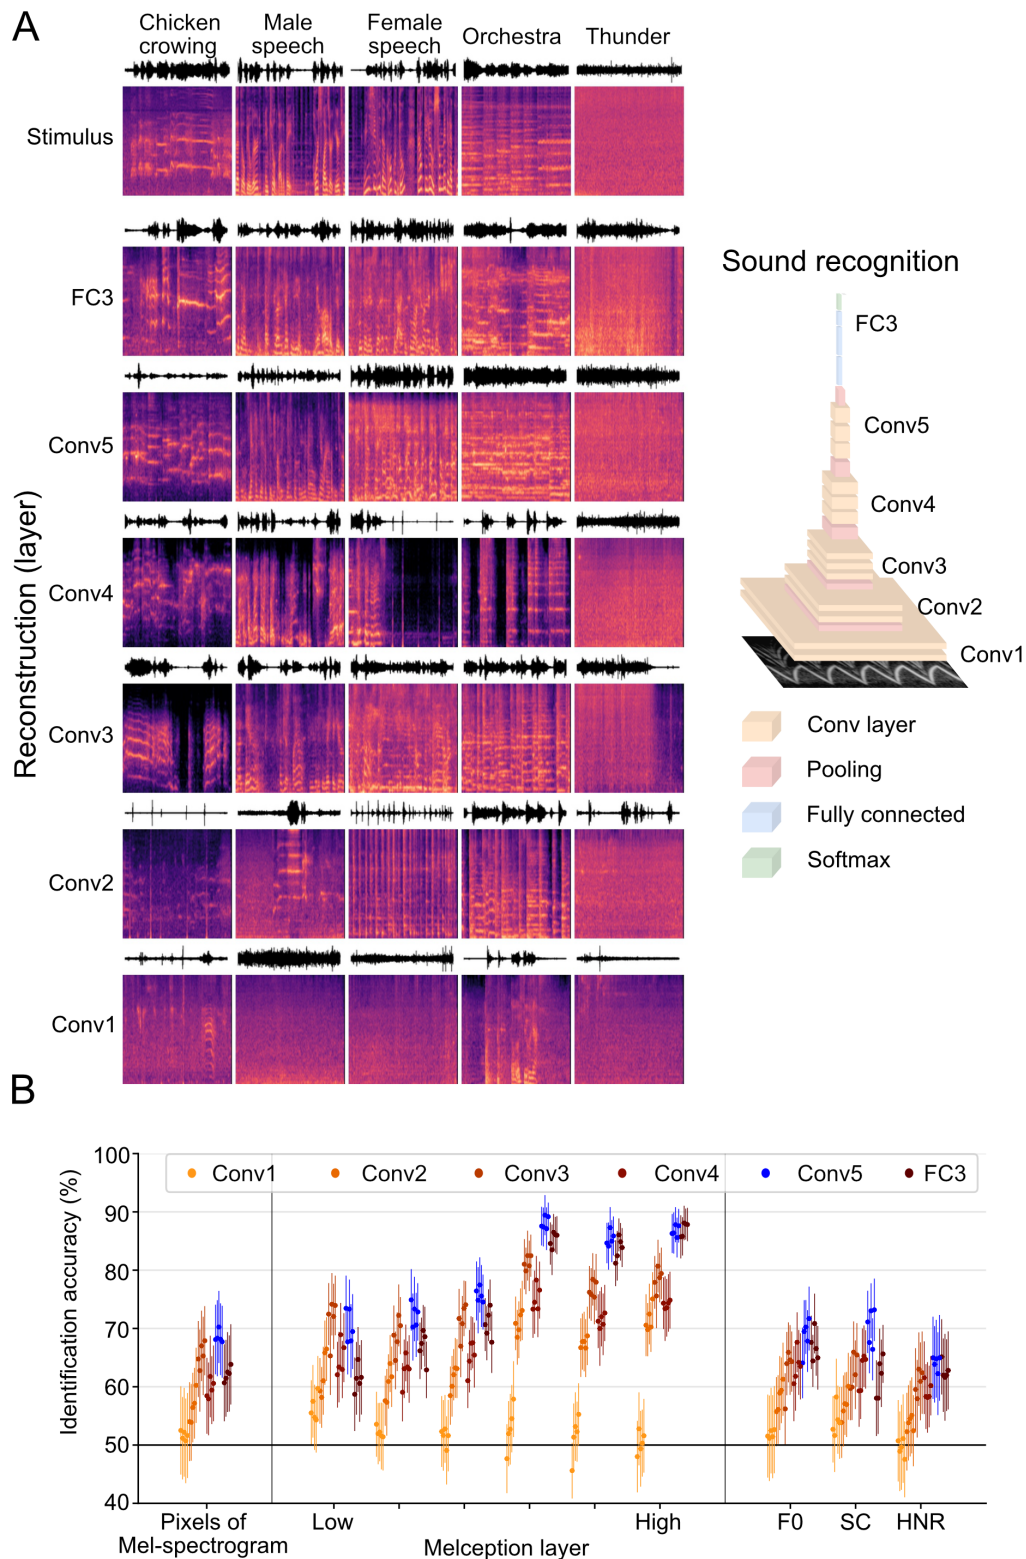 A
Chicken
crowing
Male
speech
Female
speech
Orchestra
Thunder
Stimulus
FC3
Conv5
Conv4
Conv3
Conv2
Conv1
Reconstruction (layer)
Sound recognition
FC3
Conv5
Conv4
Conv3
Conv2
Conv1
Conv layer
Pooling
Fully connected
Softmax
B
Identification accuracy (%)
100
90
80
70
60
50
40
Conv1
Conv2
Conv3
Conv4
Conv5
FC3
Pixels of
Mel-spectrogram
Low
High
Melception layer
F0
SC
HNR